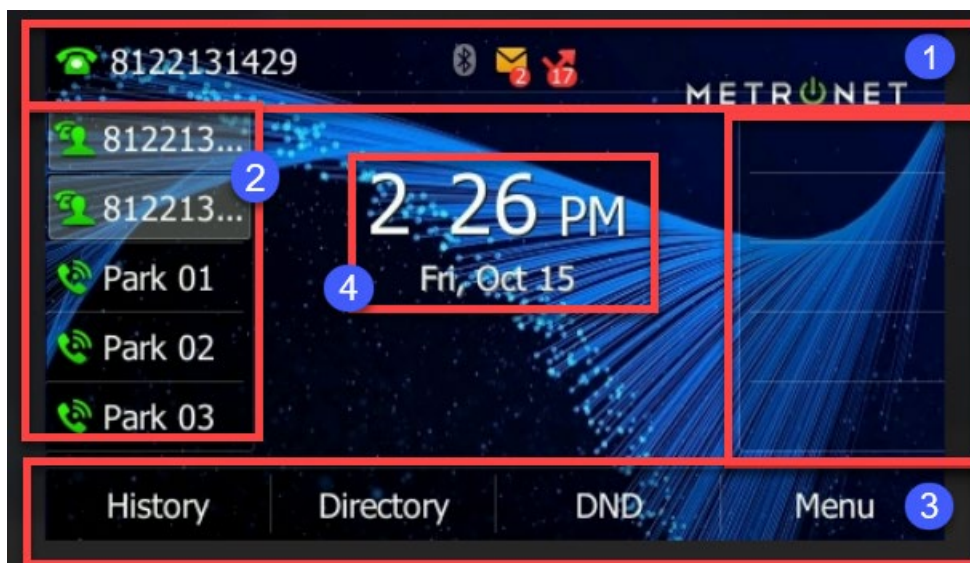 8122131429
2
17
1
METRONET
812213...
2
812213...
Park 01
Park 02
Park 03
2 26 PM
4
Fri, Oct 15
History
Directory
DND
Menu
3